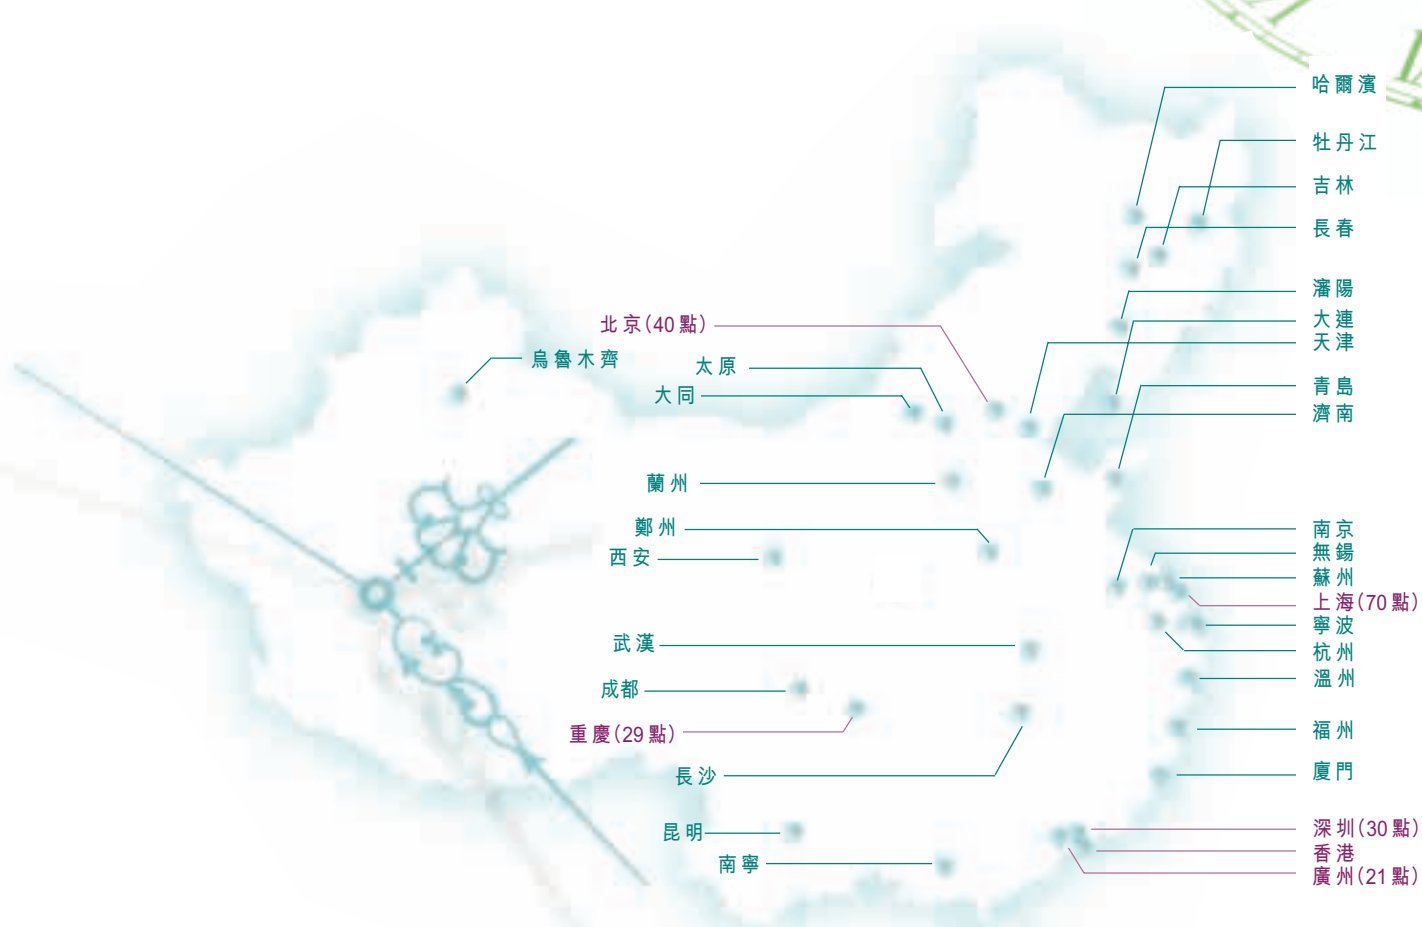 哈爾濱
牡丹江
吉林
長春
瀋陽
北京(40點)
大連
天津
烏魯木齊
太原
青島
大同
濟南
蘭州
鄭州
南京
西安
無錫
蘇州
上海(70點)
寧波
武漢
杭州
溫州
成都
福州
重慶(29點)
廈門
長沙
深圳(30點)
昆明
香港
南寧
廣州(21點)